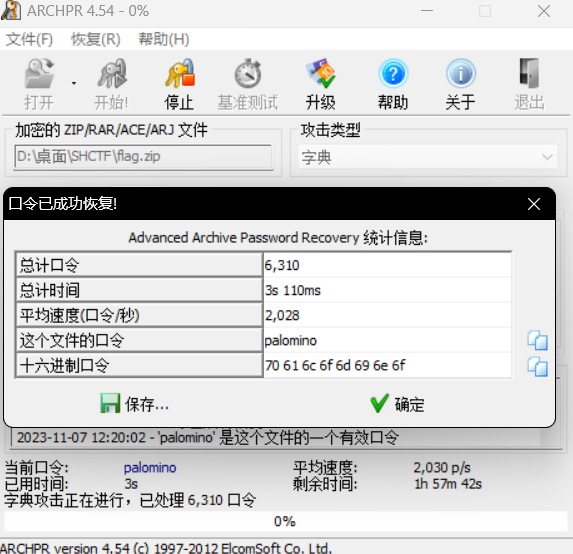 ARCHPR 4.54 - 0%
文件(F) 恢复(R) 帮助(H)
打开 开始! 停止 基准测试 升级 帮助 关于 退出
加密的 ZIP/RAR/ACE/ARJ 文件 攻击类型
D:\桌面\SHCTF\flag.zip 字典
口令已成功恢复!
Advanced Archive Password Recovery 统计信息:
总计口令 6,310
总计时间 3s 110ms
平均速度(口令/秒) 2,028
这个文件的口令 palomino
十六进制口令 70 61 6c 6f 6d 69 6e 6f
保存... 确定
2023-11-07 12:20:02 - 'palomino' 是这个文件的一个有效口令
当前口令: palomino 平均速度: 2,030 p/s
已用时间: 3s 剩余时间: 1h 57m 42s
字典攻击正在进行，已处理 6,310 口令
0%
ARCHPR version 4.54 (c) 1997-2012 ElcomSoft Co. Ltd.